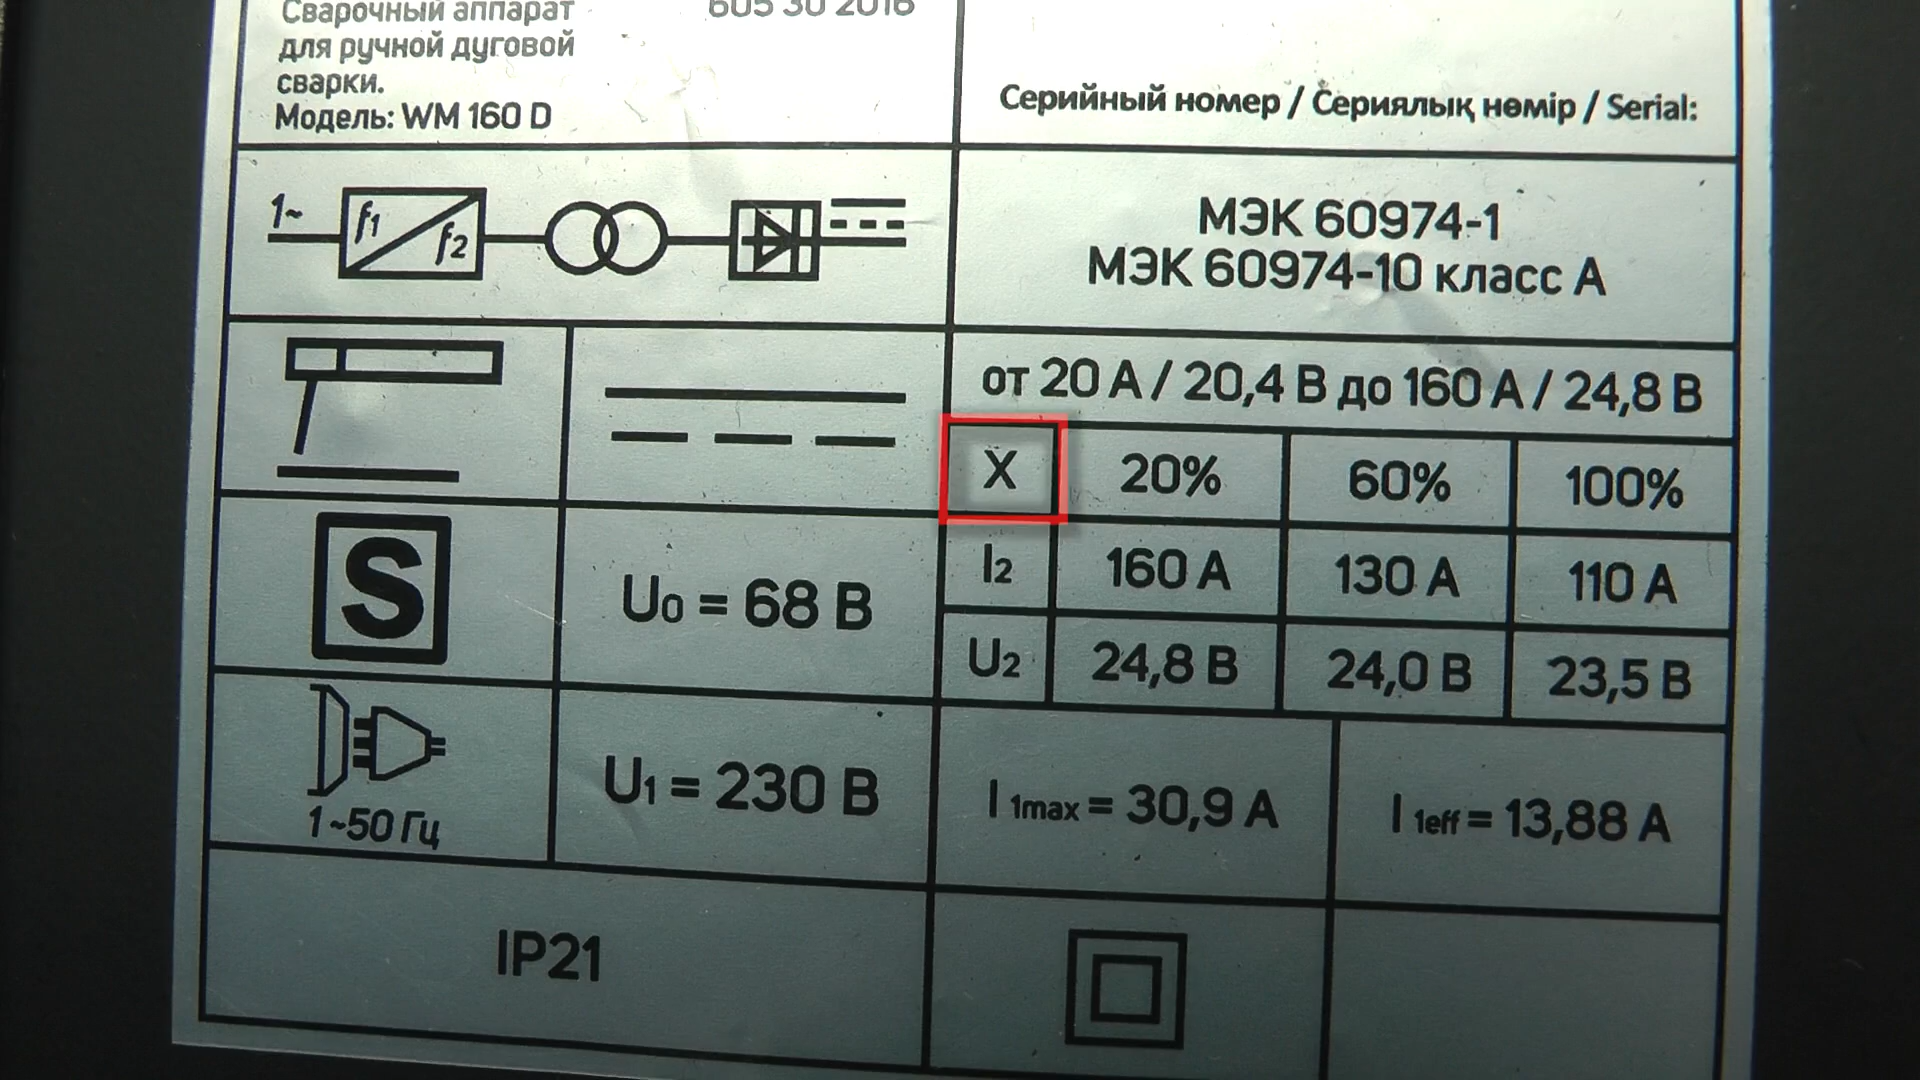 Сварочный аппарат
для ручной дуговой
сварки.
Модель: WM 160 D
605 30 2016
Серийный номер / Сериялық нөмір / Serial:
1~ f1 f2
МЭК 60974-1
МЭК 60974-10 класс А
от 20 А / 20,4 В до 160 А / 24,8 В
X 20% 60% 100%
S
U0 = 68 В
I2 160 А 130 А 110 А
U2 24,8 В 24,0 В 23,5 В
1~50 Гц
U1 = 230 В
I 1max = 30,9 А
I 1eff = 13,88 А
IP21